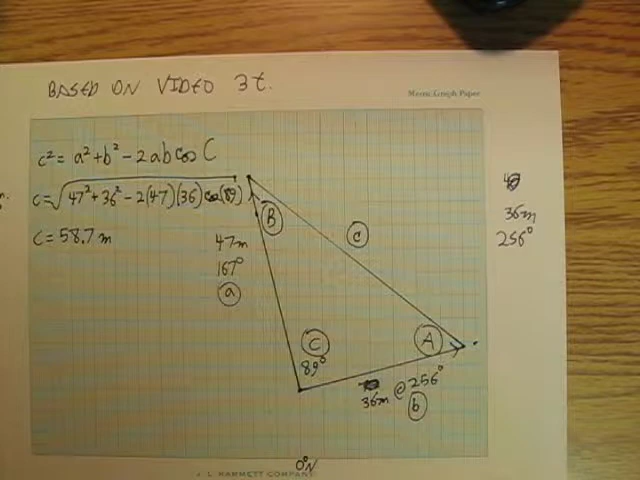 BASED ON VIDEO 3t.
Metric Graph Paper
c² = a² + b² - 2ab cos C
c = √47² + 36² - 2(47)(36) cos(89)
c = 58.7 m
B
c
47m
167°
a
C
89°
A
36m @ 256°
b
36m
256°
0°N
J. L. HAMMETT COMPANY